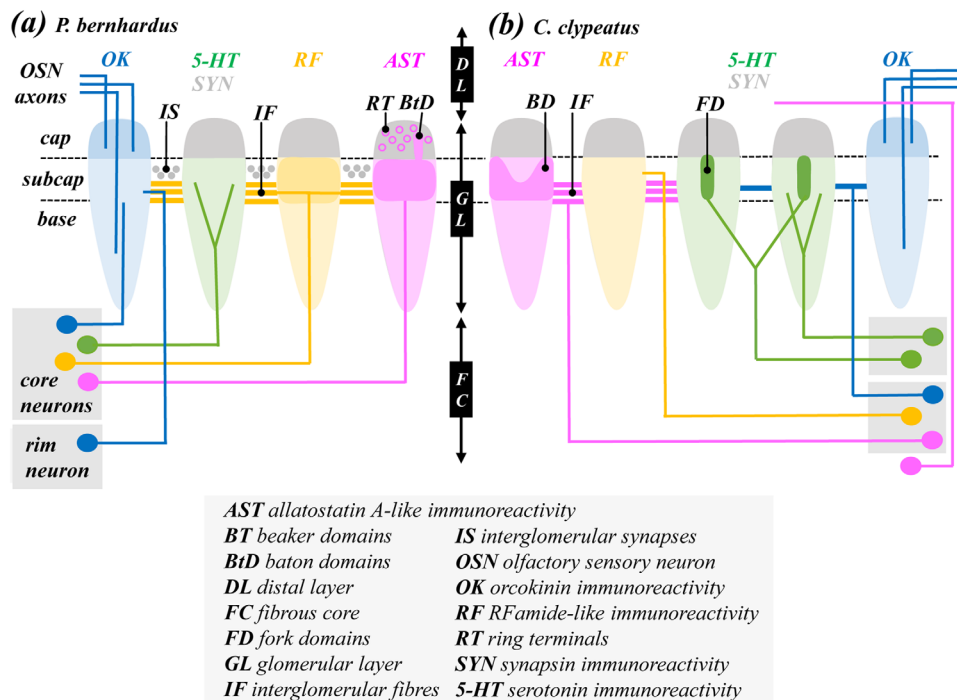 (a) P. bernhardus
(b) C. clypeatus
OK 5-HT RF AST
SYN
DL
AST RF 5-HT OK
SYN
OSN
axons
IS
IF
RT BtD
BD
IF
FD
cap
subcap
base
GL
core
neurons
rim
neuron
FC
AST allatostatin A-like immunoreactivity
BT beaker domains
BtD baton domains
DL distal layer
FC fibrous core
FD fork domains
GL glomerular layer
IF interglomerular fibres
IS interglomerular synapses
OSN olfactory sensory neuron
OK orcokinin immunoreactivity
RF RFamide-like immunoreactivity
RT ring terminals
SYN synapsin immunoreactivity
5-HT serotonin immunoreactivity